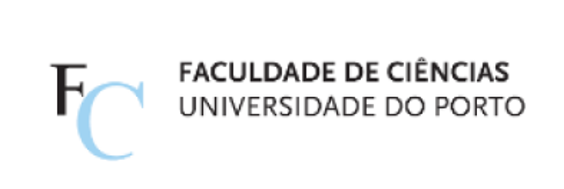 FC
FACULDADE DE CIÊNCIAS
UNIVERSIDADE DO PORTO